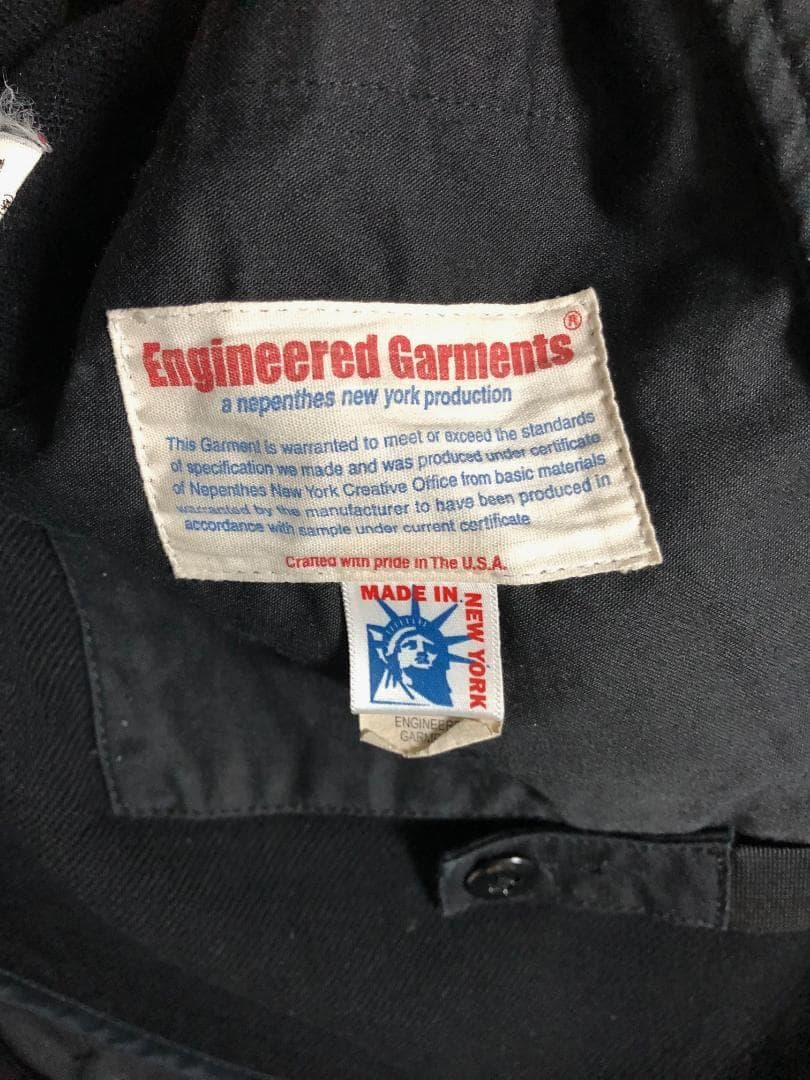 Engineered Garments®
a nepenthes new york production
This Garment is warranted to meet or exceed the standards
of specification we made and was produced under certificate
of Nepenthes New York Creative Office from basic materials
warranted by the manufacturer to have been produced in
accordance with sample under current certificate
Crafted with pride in The U.S.A.
MADE IN
NEW YORK